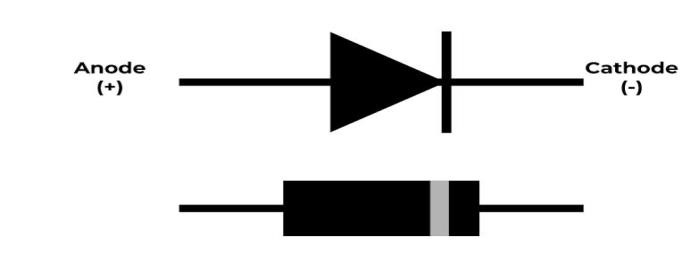 Anode
(+)
Cathode
(-)